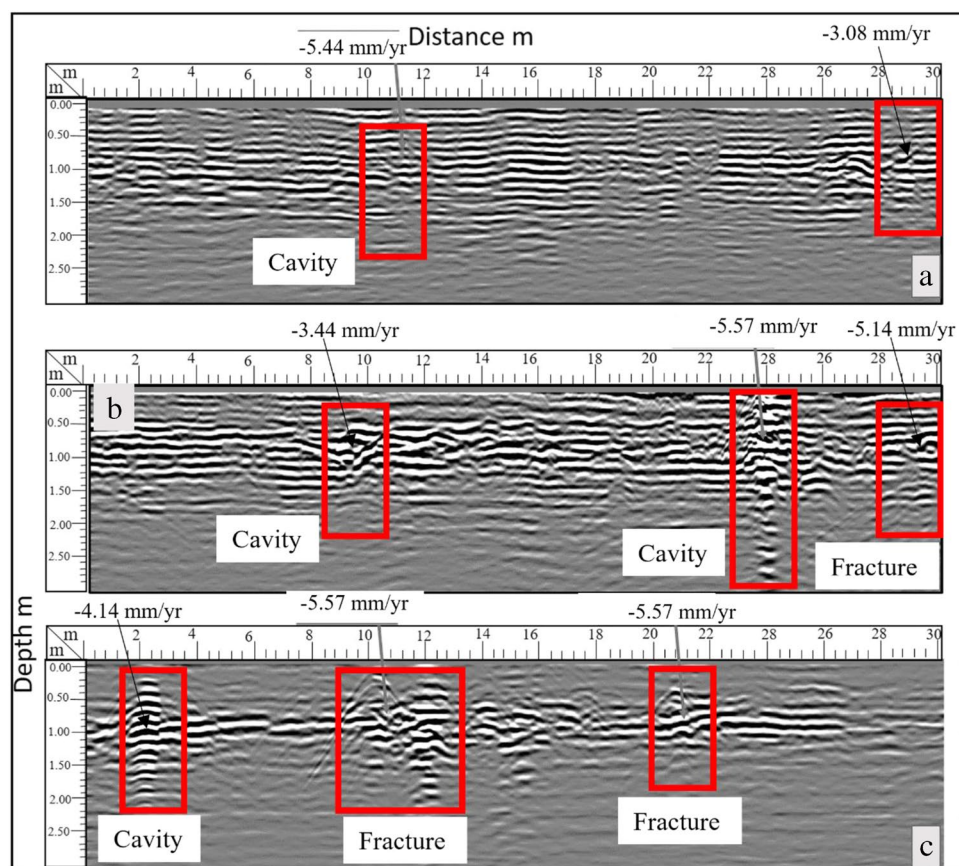 -5.44 mm/yr
Distance m
-3.08 mm/yr
m 2 4 6 8 10 12 14 16 18 20 22 24 26 28 30
m
0.00
0.50
1.00
1.50
2.00
2.50
Cavity
a
-3.44 mm/yr
-5.57 mm/yr
-5.14 mm/yr
m 2 4 6 8 10 12 14 16 18 20 22 24 26 28 30
m
b
0.00
0.50
1.00
1.50
2.00
2.50
Cavity
Cavity
Fracture
-4.14 mm/yr
-5.57 mm/yr
-5.57 mm/yr
m 2 4 6 8 10 12 14 16 18 20 22 24 26 28 30
m
0.00
0.50
1.00
1.50
2.00
2.50
Cavity
Fracture
Fracture
c
Depth m